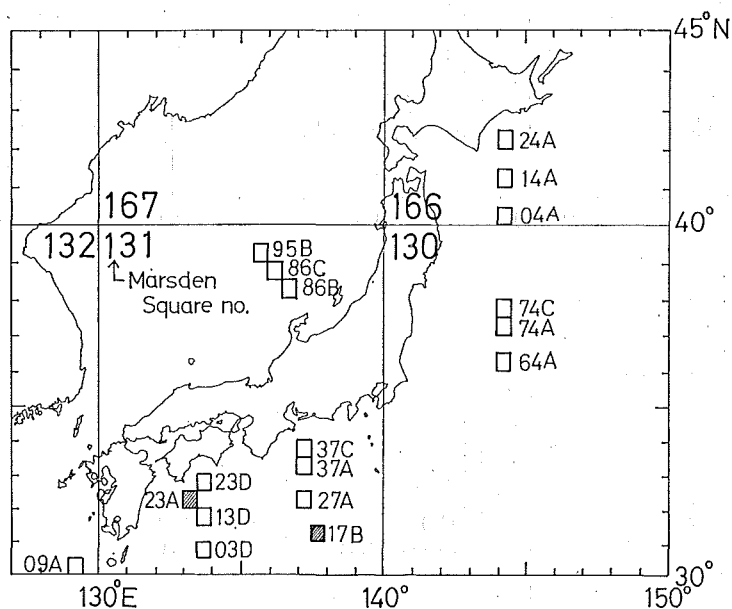 45°N
24A
14A
167
166
04A
40°
132
131
130
95B
86C
86B
Marsden
Square no.
74C
74A
64A
37C
37A
23D
23A
27A
13D
17B
03D
09A
30°
130°E
140°
150°